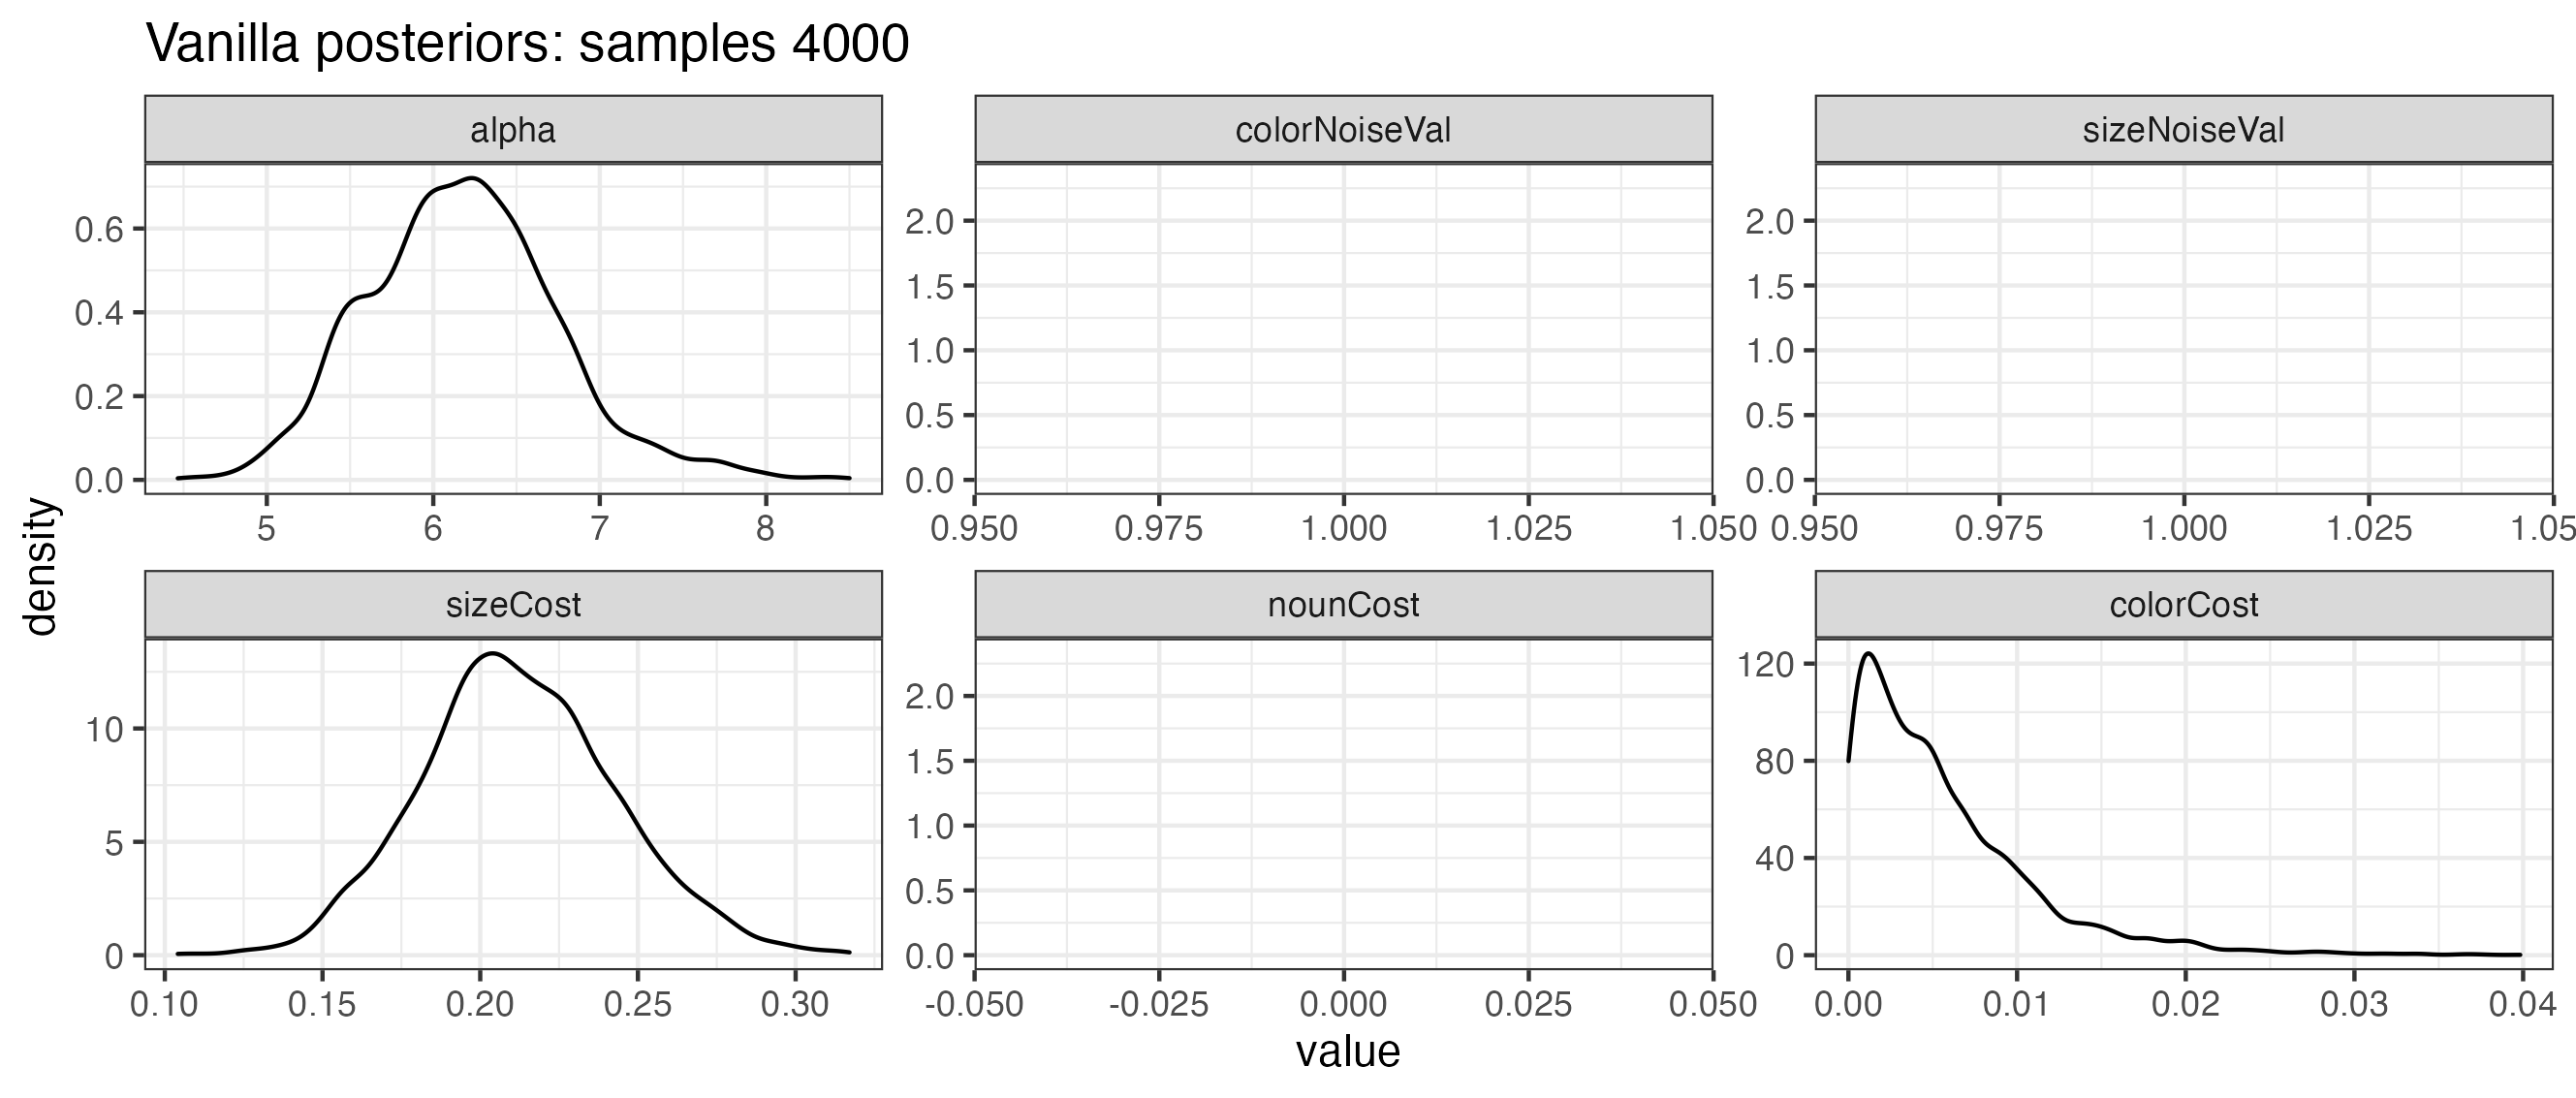 Vanilla posteriors: samples 4000
alpha
colorNoiseVal
sizeNoiseVal
0.6
0.4
0.2
0.0
2.0
1.5
1.0
0.5
0.0
2.0
1.5
1.0
0.5
0.0
5 6 7 8
0.950 0.975 1.000 1.025 1.050
0.950 0.975 1.000 1.025 1.05
density
sizeCost
nounCost
colorCost
10
5
0
2.0
1.5
1.0
0.5
0.0
120
80
40
0
0.10 0.15 0.20 0.25 0.30
-0.050 -0.025 0.000 0.025 0.050
0.00 0.01 0.02 0.03 0.04
value